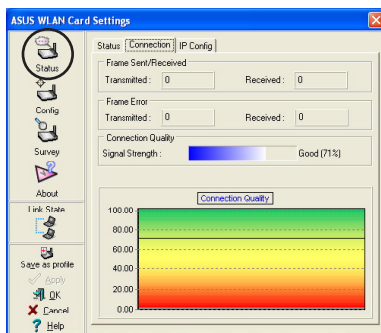 ASUS WLAN Card Settings
Status
Config
Survey
About
Link State
Save as profile
Apply
OK
Cancel
Help
Status Connection IP Config
Frame Sent/Received
Transmitted : 0 Received : 0
Frame Error
Transmitted : 0 Received : 0
Connection Quality
Signal Strength : Good (71%)
Connection Quality
100.00
80.00
60.00
40.00
20.00
0.00